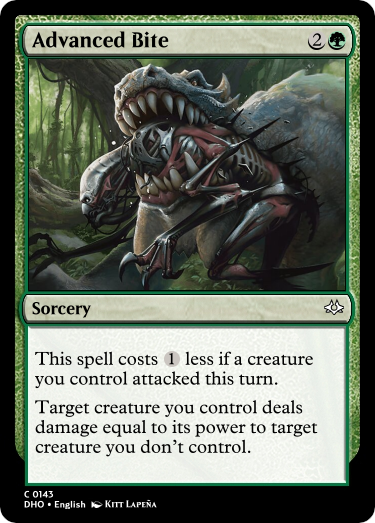 Advanced Bite 2
Sorcery
This spell costs 1 less if a creature
you control attacked this turn.
Target creature you control deals
damage equal to its power to target
creature you don't control.
C 0143
DHO • English Kitt Lapeña